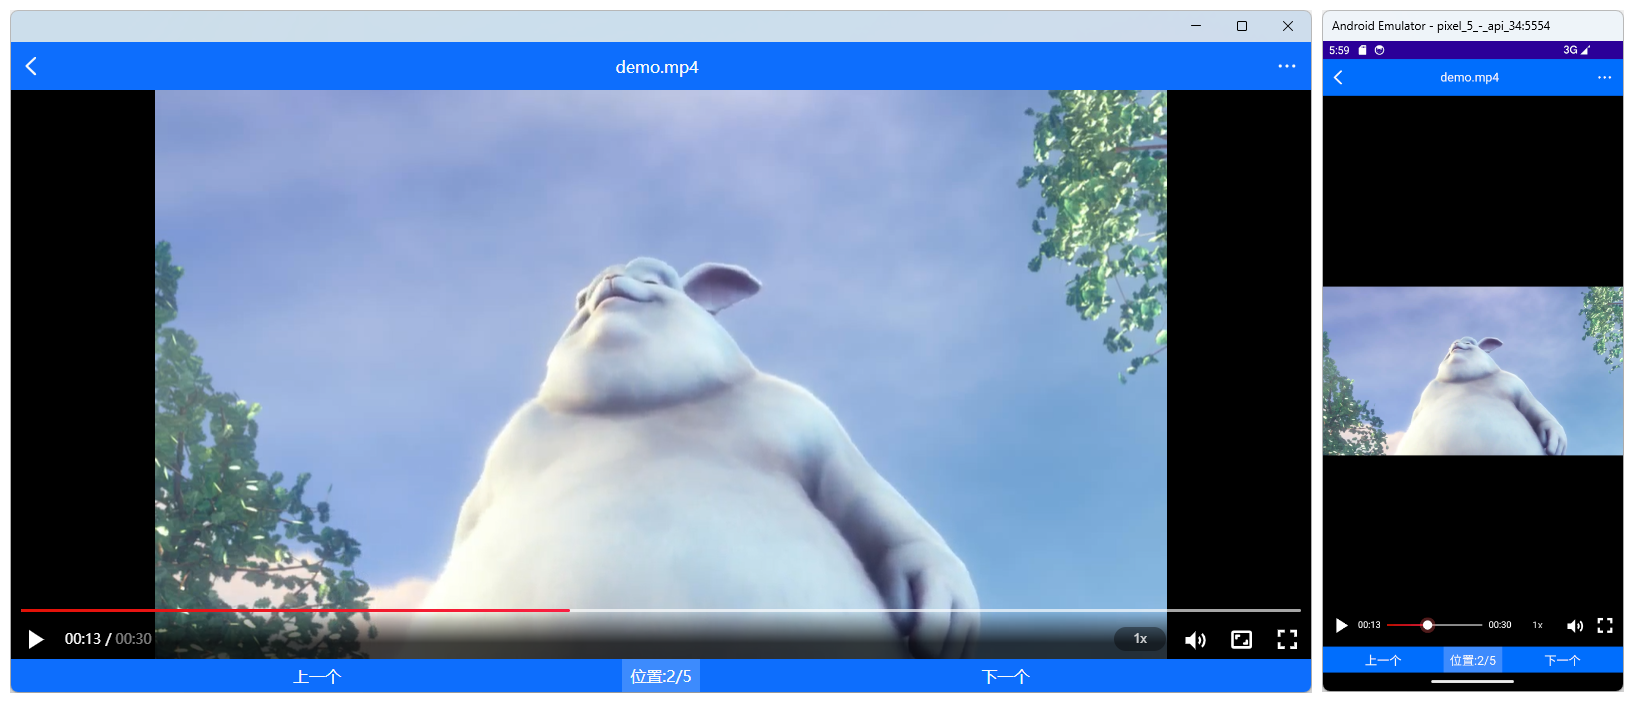 demo.mp4
00:13 / 00:30
1x
上一个
位置:2/5
下一个
Android Emulator - pixel_5_-_api_34:5554
5:59
3G
demo.mp4
00:13
00:30
1x
上一个
位置:2/5
下一个